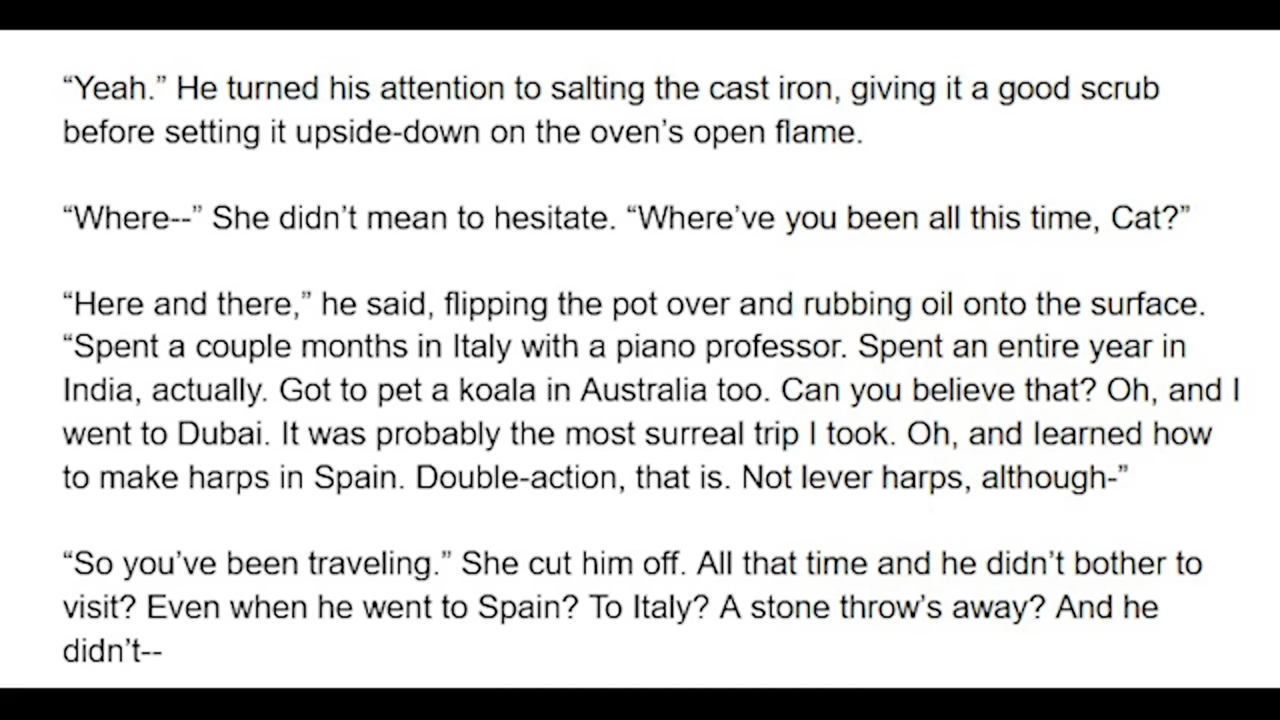 “Yeah.” He turned his attention to salting the cast iron, giving it a good scrub
before setting it upside-down on the oven’s open flame.
“Where--” She didn’t mean to hesitate. “Where’ve you been all this time, Cat?”
“Here and there,” he said, flipping the pot over and rubbing oil onto the surface.
“Spent a couple months in Italy with a piano professor. Spent an entire year in
India, actually. Got to pet a koala in Australia too. Can you believe that? Oh, and I
went to Dubai. It was probably the most surreal trip I took. Oh, and learned how
to make harps in Spain. Double-action, that is. Not lever harps, although-”
“So you’ve been traveling.” She cut him off. All that time and he didn’t bother to
visit? Even when he went to Spain? To Italy? A stone throw’s away? And he
didn’t--